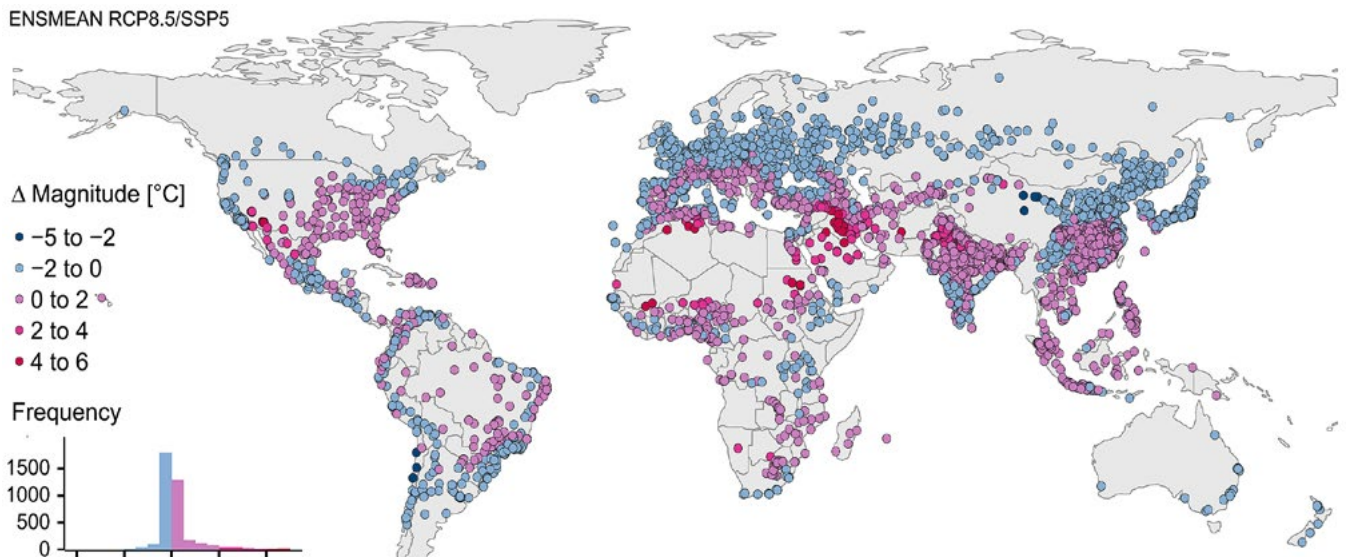 ENSMEAN RCP8.5/SSP5
Δ Magnitude [°C]
−5 to −2
−2 to 0
0 to 2
2 to 4
4 to 6
Frequency
1500
1000
500
0